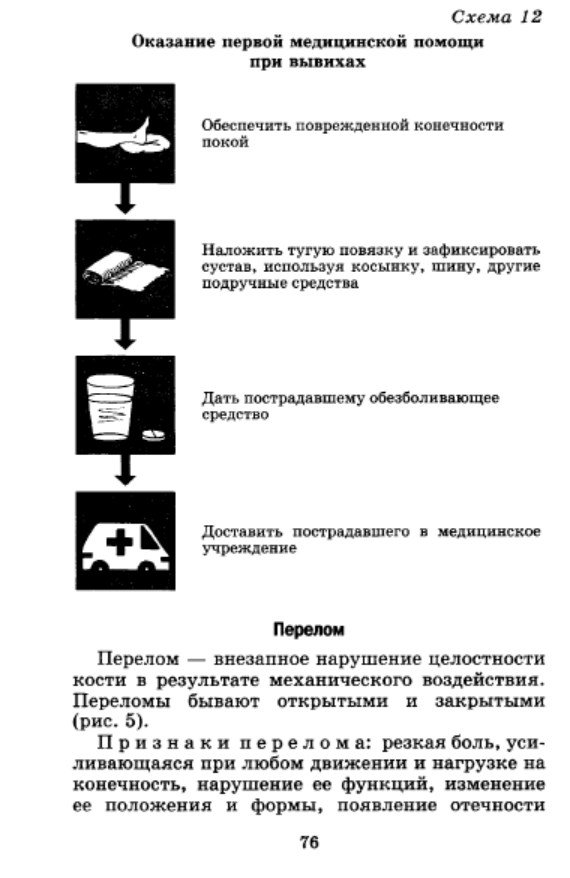 Схема 12
Оказание первой медицинской помощи
при вывихах
Обеспечить поврежденной конечности
покой
Наложить тугую повязку и зафиксировать
сустав, используя косынку, шину, другие
подручные средства
Дать пострадавшему обезболивающее
средство
Доставить пострадавшего в медицинское
учреждение
Перелом
Перелом — внезапное нарушение целостности
кости в результате механического воздействия.
Переломы бывают открытыми и закрытыми
(рис. 5).
Признаки перелома: резкая боль, уси-
ливающаяся при любом движении и нагрузке на
конечность, нарушение ее функций, изменение
ее положения и формы, появление отечности
76